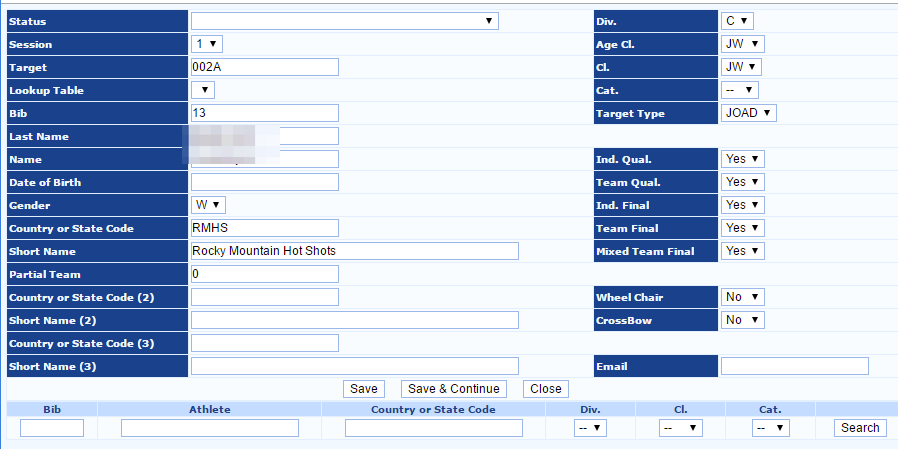 Status Div. C
Session 1 Age Cl. JW
Target 002A Cl. JW
Lookup Table Cat. --
Bib 13 Target Type JOAD
Last Name
Name Ind. Qual. Yes
Date of Birth Team Qual. Yes
Gender W Ind. Final Yes
Country or State Code RMHS Team Final Yes
Short Name Rocky Mountain Hot Shots Mixed Team Final Yes
Partial Team 0
Country or State Code (2) Wheel Chair No
Short Name (2) CrossBow No
Country or State Code (3)
Short Name (3) Email
Save Save & Continue Close
Bib Athlete Country or State Code Div. Cl. Cat.
-- -- -- Search